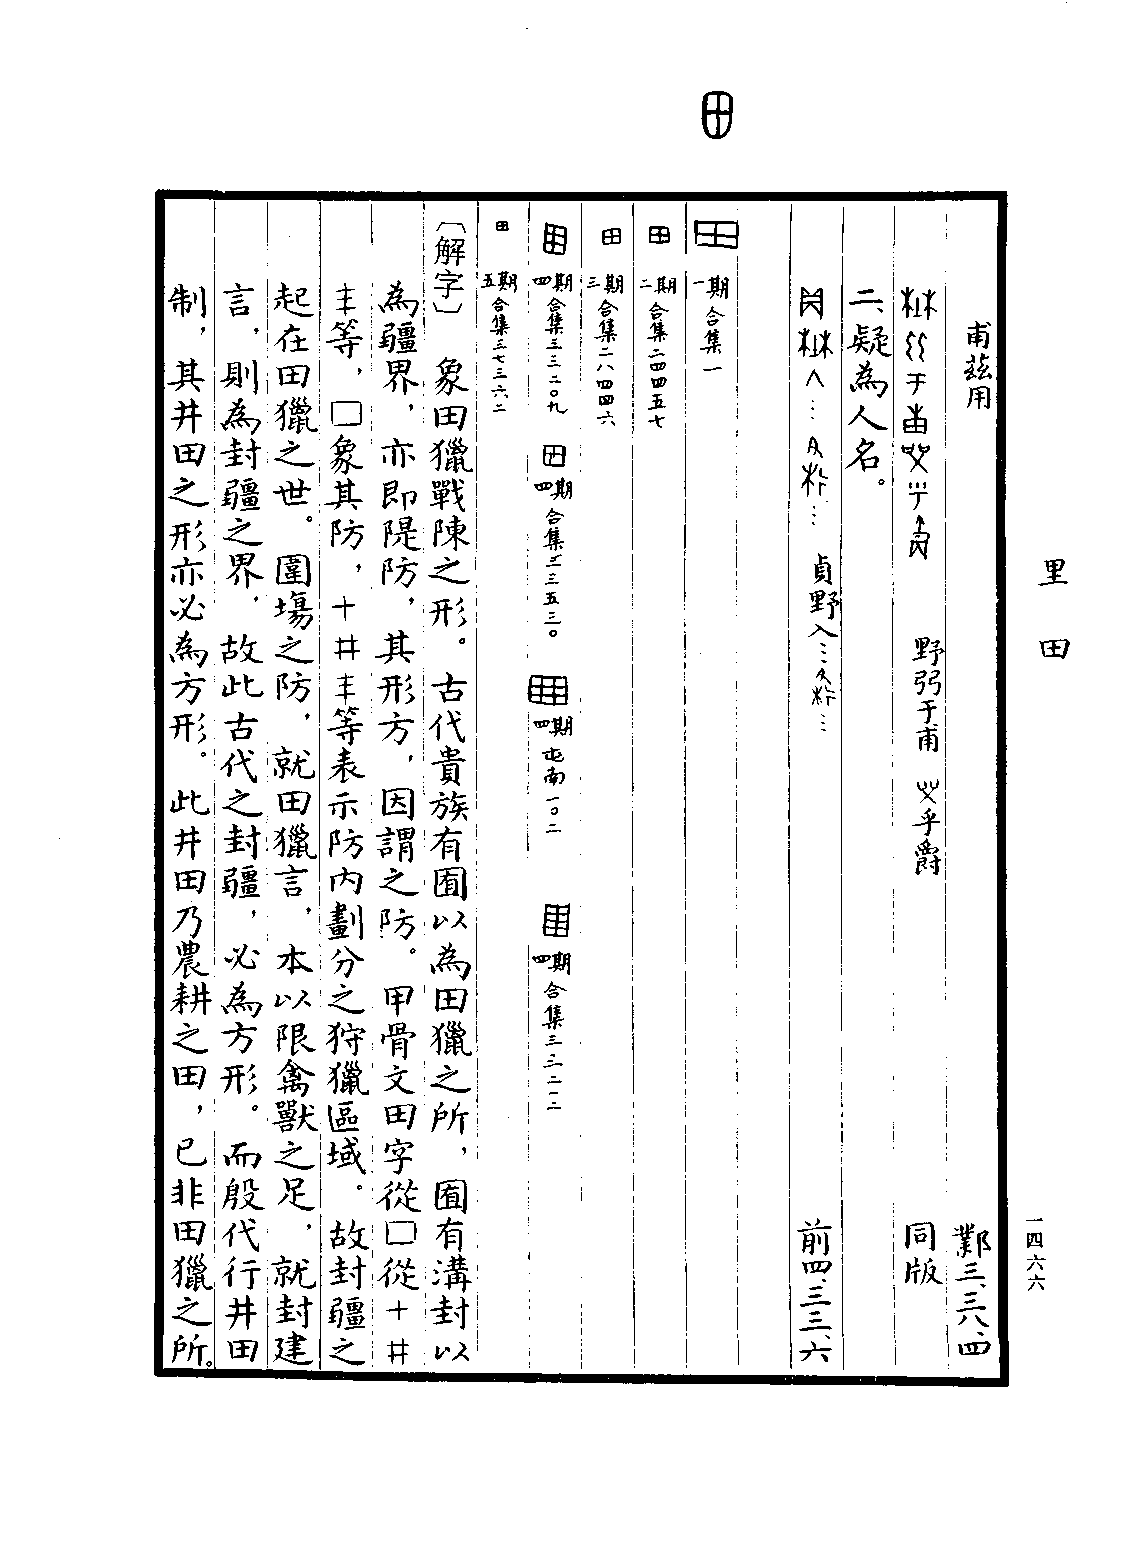 里　田
一四六六
甫茲用　鄴三、三八、四
野弜于甫　乎爵　同版
二、疑為人名。
貞野入…　前四、三三、六
一期　合集一
二期　合集二四四五七
三期　合集二八四四六
四期　合集三三二〇九　四期　合集三三五三〇　四期　屯南一〇二　四期　合集三三二一二
五期　合集三七三六二
〔解字〕　象田獵戰陳之形。古代貴族有囿以為田獵之所，囿有溝封以
為疆界，亦即隄防，其形方，因謂之防。甲骨文田字從囗從十井
丰等，囗象其防，十井丰等表示防內劃分之狩獵區域。故封疆之
起在田獵之世。圍場之防，就田獵言，本以限禽獸之足，就封建
言，則為封疆之界，故此古代之封疆，必為方形。而殷代行井田
制，其井田之形亦必為方形。此井田乃農耕之田，已非田獵之所。